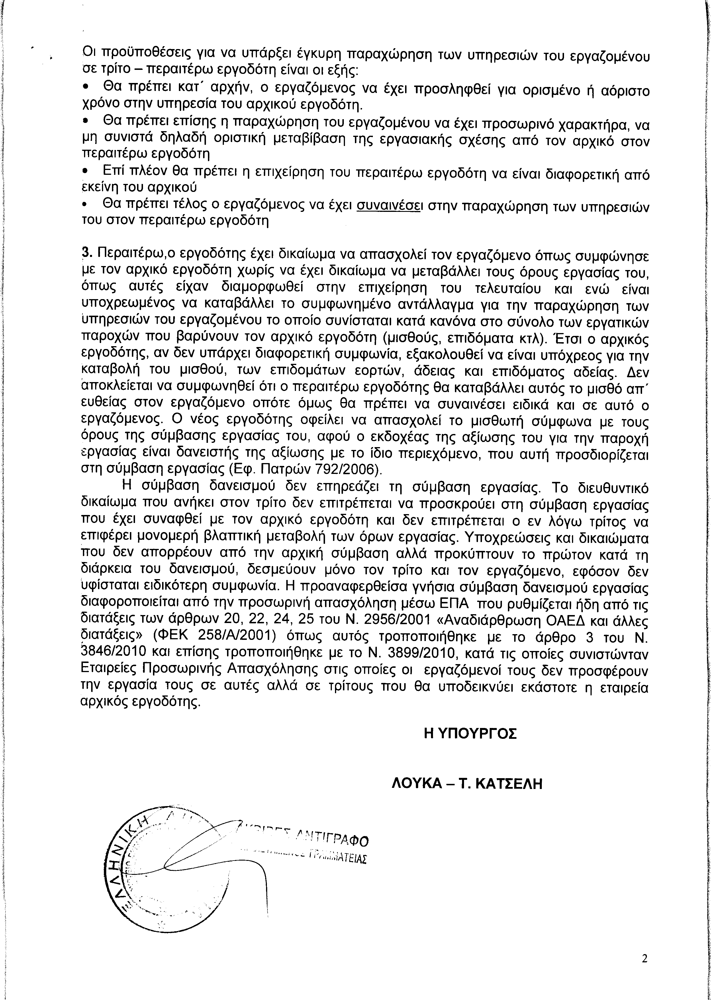 Οι προϋποθέσεις για να υπάρξει έγκυρη παραχώρηση των υπηρεσιών του εργαζομένου
σε τρίτο – περαιτέρω εργοδότη είναι οι εξής:
• Θα πρέπει κατ΄ αρχήν, ο εργαζόμενος να έχει προσληφθεί για ορισμένο ή αόριστο
χρόνο στην υπηρεσία του αρχικού εργοδότη.
• Θα πρέπει επίσης η παραχώρηση του εργαζομένου να έχει προσωρινό χαρακτήρα, να
μη συνιστά δηλαδή οριστική μεταβίβαση της εργασιακής σχέσης από τον αρχικό στον
περαιτέρω εργοδότη
• Επί πλέον θα πρέπει η επιχείρηση του περαιτέρω εργοδότη να είναι διαφορετική από
εκείνη του αρχικού
• Θα πρέπει τέλος ο εργαζόμενος να έχει συναινέσει στην παραχώρηση των υπηρεσιών
του στον περαιτέρω εργοδότη
3. Περαιτέρω,ο εργοδότης έχει δικαίωμα να απασχολεί τον εργαζόμενο όπως συμφώνησε
με τον αρχικό εργοδότη χωρίς να έχει δικαίωμα να μεταβάλλει τους όρους εργασίας του,
όπως αυτές είχαν διαμορφωθεί στην επιχείρηση του τελευταίου και ενώ είναι
υποχρεωμένος να καταβάλλει το συμφωνημένο αντάλλαγμα για την παραχώρηση των
υπηρεσιών του εργαζομένου το οποίο συνίσταται κατά κανόνα στο σύνολο των εργατικών
παροχών που βαρύνουν τον αρχικό εργοδότη (μισθούς, επιδόματα κτλ). Έτσι ο αρχικός
εργοδότης, αν δεν υπάρχει διαφορετική συμφωνία, εξακολουθεί να είναι υπόχρεος για την
καταβολή του μισθού, των επιδομάτων εορτών, άδειας και επιδόματος αδείας. Δεν
αποκλείεται να συμφωνηθεί ότι ο περαιτέρω εργοδότης θα καταβάλλει αυτός το μισθό απ΄
ευθείας στον εργαζόμενο οπότε όμως θα πρέπει να συναινέσει ειδικά και σε αυτό ο
εργαζόμενος. Ο νέος εργοδότης οφείλει να απασχολεί το μισθωτή σύμφωνα με τους
όρους της σύμβασης εργασίας του, αφού ο εκδοχέας της αξίωσης του για την παροχή
εργασίας είναι δανειστής της αξίωσης με το ίδιο περιεχόμενο, που αυτή προσδιορίζεται
στη σύμβαση εργασίας (Εφ. Πατρών 792/2006).
Η σύμβαση δανεισμού δεν επηρεάζει τη σύμβαση εργασίας. Το διευθυντικό
δικαίωμα που ανήκει στον τρίτο δεν επιτρέπεται να προσκρούει στη σύμβαση εργασίας
που έχει συναφθεί με τον αρχικό εργοδότη και δεν επιτρέπεται ο εν λόγω τρίτος να
επιφέρει μονομερή βλαπτική μεταβολή των όρων εργασίας. Υποχρεώσεις και δικαιώματα
που δεν απορρέουν από την αρχική σύμβαση αλλά προκύπτουν το πρώτον κατά τη
διάρκεια του δανεισμού, δεσμεύουν μόνο τον τρίτο και τον εργαζόμενο, εφόσον δεν
υφίσταται ειδικότερη συμφωνία. Η προαναφερθείσα γνήσια σύμβαση δανεισμού εργασίας
διαφοροποιείται από την προσωρινή απασχόληση μέσω ΕΠΑ που ρυθμίζεται ήδη από τις
διατάξεις των άρθρων 20, 22, 24, 25 του Ν. 2956/2001 «Αναδιάρθρωση ΟΑΕΔ και άλλες
διατάξεις» (ΦΕΚ 258/Α/2001) όπως αυτός τροποποιήθηκε με το άρθρο 3 του Ν.
3846/2010 και επίσης τροποποιήθηκε με το Ν. 3899/2010, κατά τις οποίες συνιστώνταν
Εταιρείες Προσωρινής Απασχόλησης στις οποίες οι εργαζόμενοί τους δεν προσφέρουν
την εργασία τους σε αυτές αλλά σε τρίτους που θα υποδεικνύει εκάστοτε η εταιρεία
αρχικός εργοδότης.
Η ΥΠΟΥΡΓΟΣ
ΛΟΥΚΑ – Τ. ΚΑΤΣΕΛΗ
ΕΛΛΗΝΙΚΗ
ΑΝΤΙΓΡΑΦΟ
ΓΡΑΜΜΑΤΕΙΑΣ
2